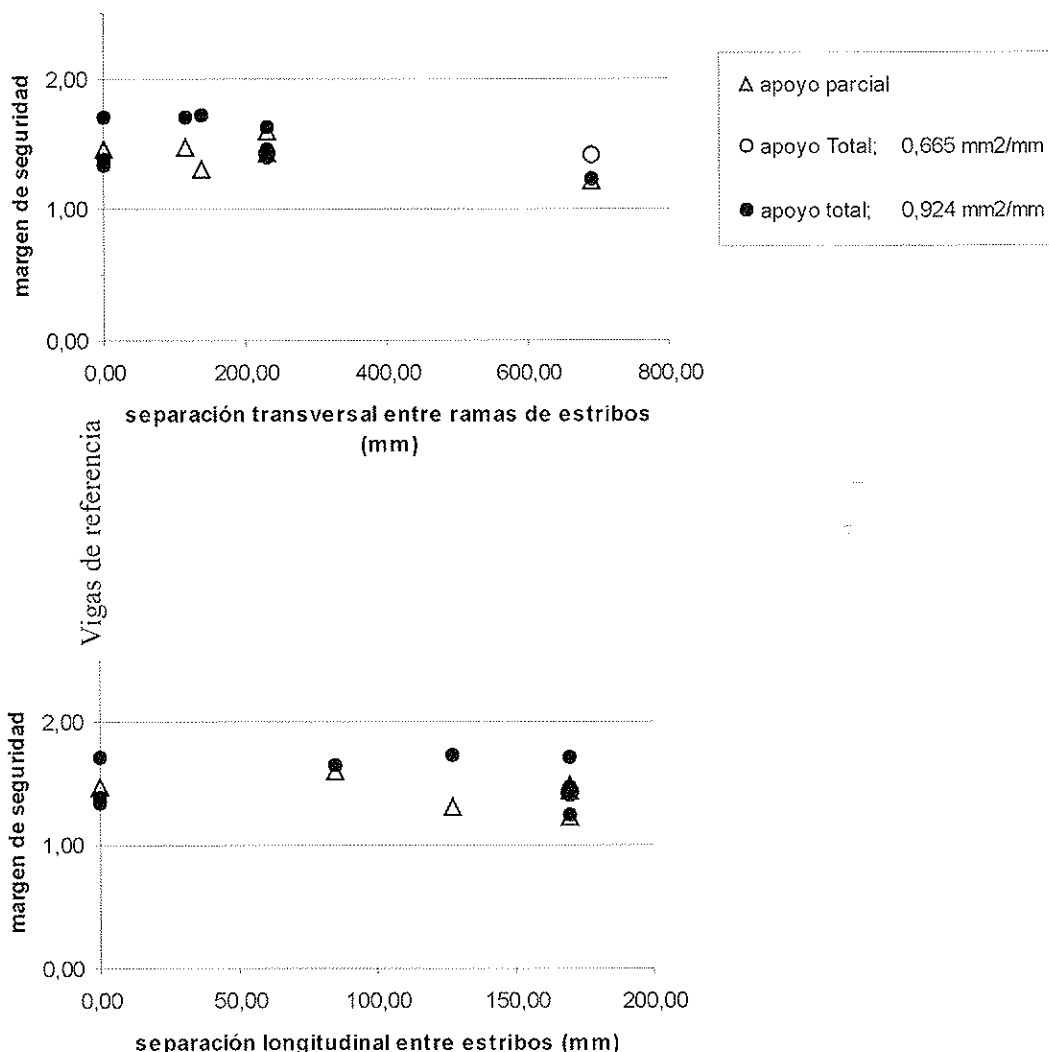 margen de seguridad
2,00
1,00
0,00
0,00 200,00 400,00 600,00 800,00
separación transversal entre ramas de estribos
(mm)
△ apoyo parcial
○ apoyo Total; 0,665 mm2/mm
● apoyo total; 0,924 mm2/mm
Vigas de referencia
margen de seguridad
2,00
1,00
0,00
0,00 50,00 100,00 150,00 200,00
separación longitudinal entre estribos (mm)